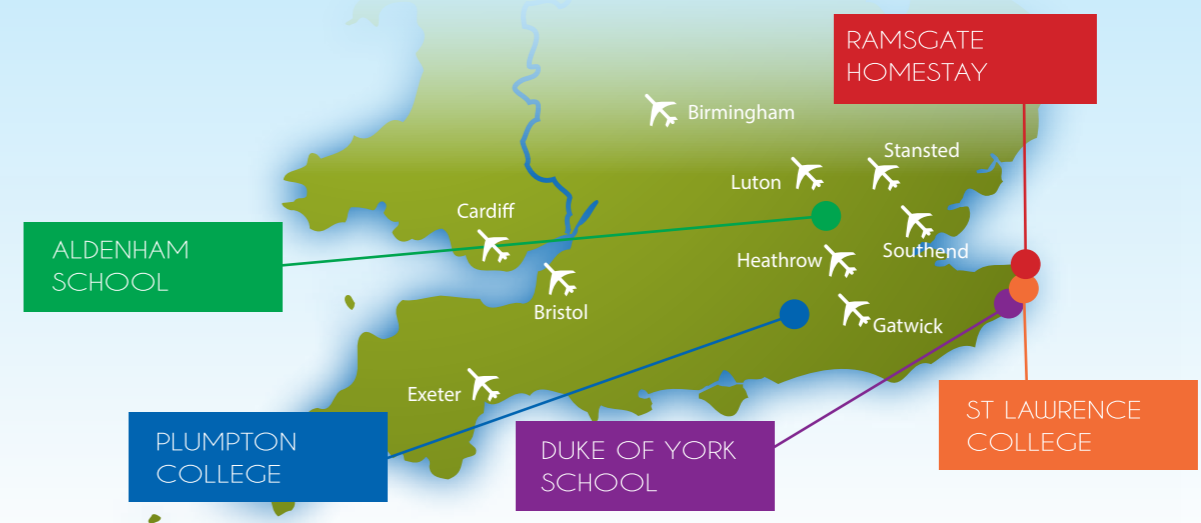 RAMSGATE
HOMESTAY
Birmingham
Stansted
Luton
Cardiff
ALDENHAM
SCHOOL
Heathrow
Southend
Bristol
Gatwick
Exeter
PLUMPTON
COLLEGE
DUKE OF YORK
SCHOOL
ST LAWRENCE
COLLEGE